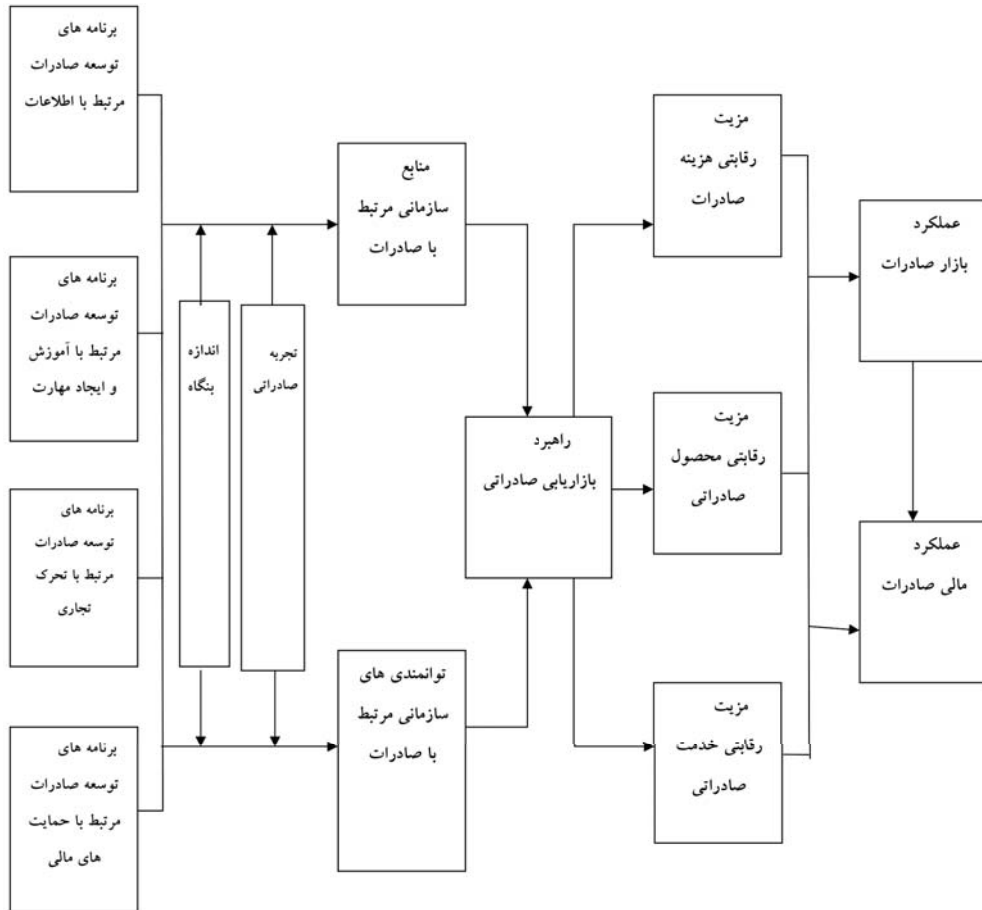 برنامه های
توسعه صادرات
مرتبط با اطلاعات
برنامه های
توسعه صادرات
مرتبط با آموزش
و ایجاد مهارت
برنامه های
توسعه صادرات
مرتبط با تحرک
تجاری
برنامه های
توسعه صادرات
مرتبط با حمایت
های مالی
اندازه
بنگاه
تجربه
صادراتی
منابع
سازمانی مرتبط
با صادرات
توانمندی های
سازمانی مرتبط
با صادرات
راهبرد
بازاریابی صادراتی
مزیت
رقابتی هزینه
صادرات
مزیت
رقابتی محصول
صادراتی
مزیت
رقابتی خدمت
صادراتی
عملکرد
بازار صادرات
عملکرد
مالی صادرات